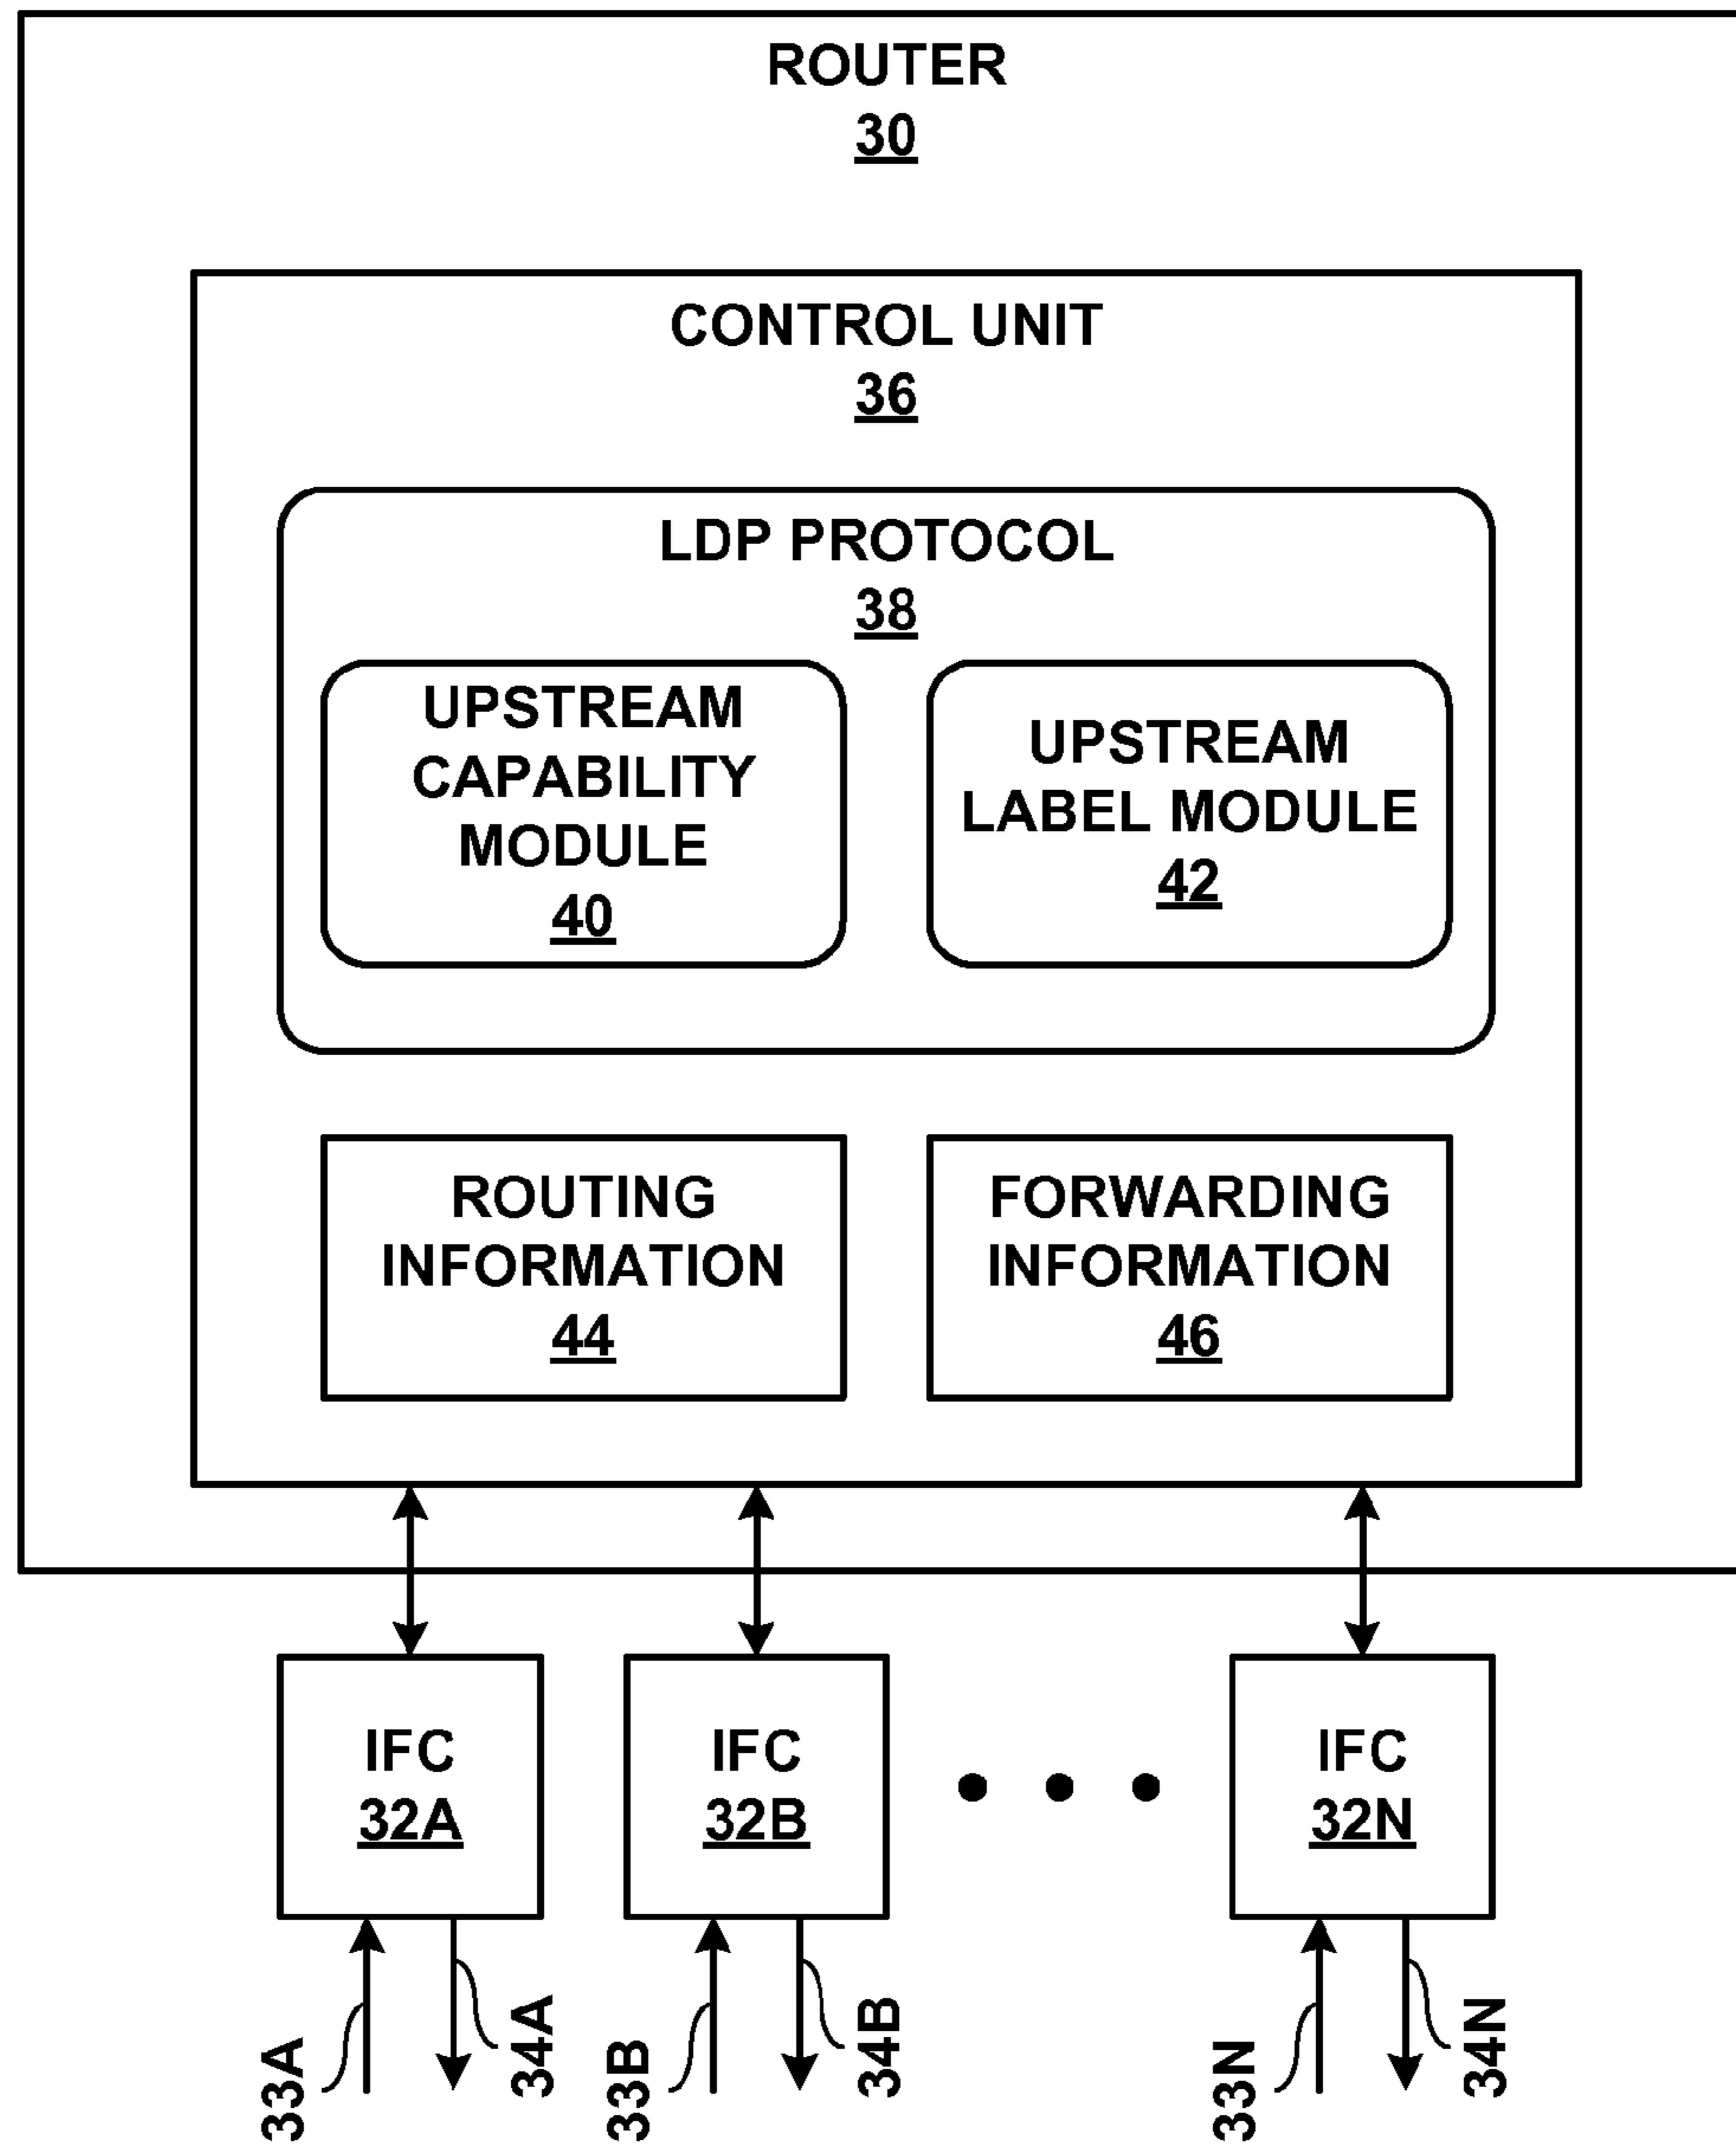 ROUTER
30
CONTROL UNIT
36
LDP PROTOCOL
38
UPSTREAM
CAPABILITY
MODULE
40
UPSTREAM
LABEL MODULE
42
ROUTING
INFORMATION
44
FORWARDING
INFORMATION
46
IFC
32A
IFC
32B
IFC
32N
33A
34A
33B
34B
33N
34N